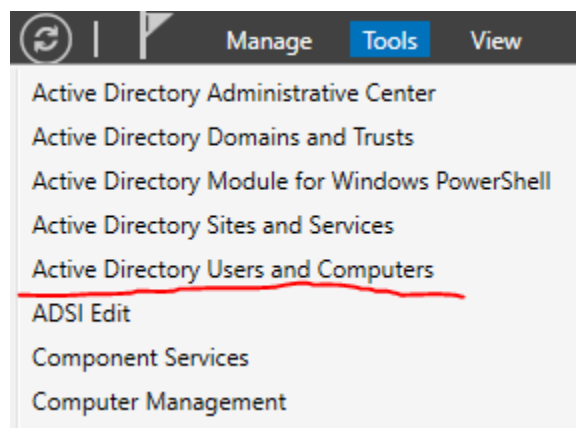 Manage Tools View
Active Directory Administrative Center
Active Directory Domains and Trusts
Active Directory Module for Windows PowerShell
Active Directory Sites and Services
Active Directory Users and Computers
ADSI Edit
Component Services
Computer Management